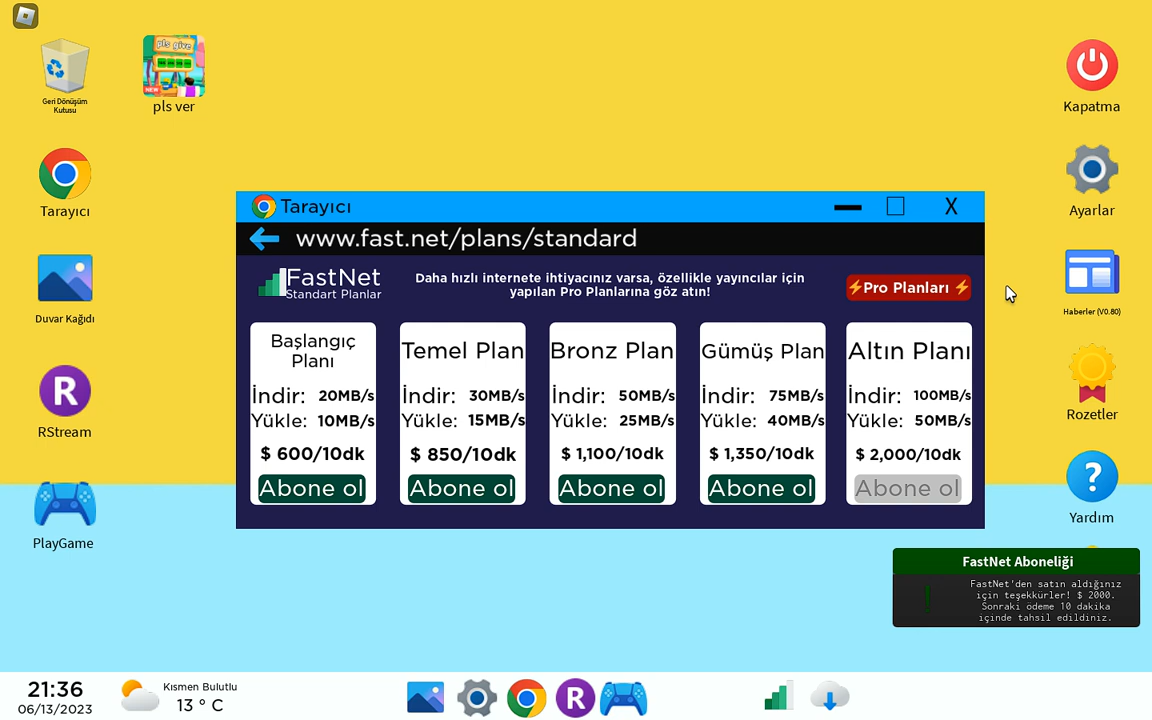 Geri Dönüşüm
Kutusu
pls give
NEW
pls ver
Tarayıcı
Duvar Kağıdı
R
RStream
PlayGame
Tarayıcı
X
www.fast.net/plans/standard
FastNet
Standart Planlar
Daha hızlı internete ihtiyacınız varsa, özellikle yayıncılar için
yapılan Pro Planlarına göz atın!
⚡Pro Planları ⚡
Başlangıç
Planı
İndir: 20MB/s
Yükle: 10MB/s
$ 600/10dk
Abone ol
Temel Plan
İndir: 30MB/s
Yükle: 15MB/s
$ 850/10dk
Abone ol
Bronz Plan
İndir: 50MB/s
Yükle: 25MB/s
$ 1,100/10dk
Abone ol
Gümüş Plan
İndir: 75MB/s
Yükle: 40MB/s
$ 1,350/10dk
Abone ol
Altın Planı
İndir: 100MB/s
Yükle: 50MB/s
$ 2,000/10dk
Abone ol
Kapatma
Ayarlar
Haberler (V0.80)
Rozetler
?
Yardım
FastNet Aboneliği
!
FastNet'den satın aldığınız
için teşekkürler! $ 2000.
Sonraki ödeme 10 dakika
içinde tahsil edildiniz.
21:36
06/13/2023
Kısmen Bulutlu
13 ° C
R